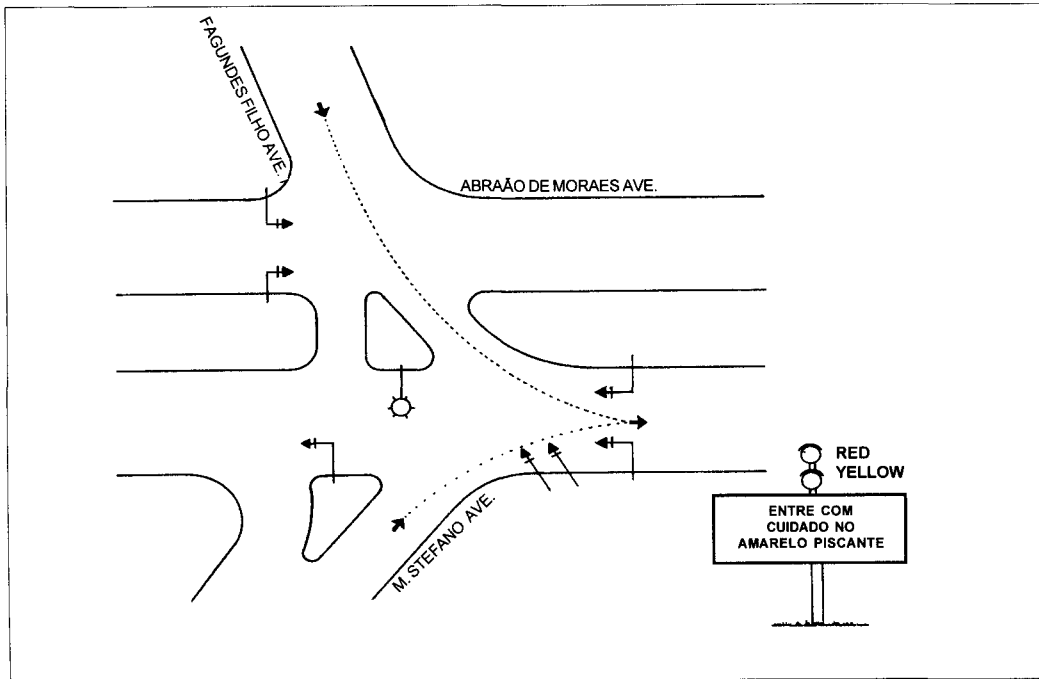 FAGUNDES FILHO AVE.
ABRAÃO DE MORAES AVE.
M. STEFANO AVE.
RED
YELLOW
ENTRE COM
CUIDADO NO
AMARELO PISCANTE